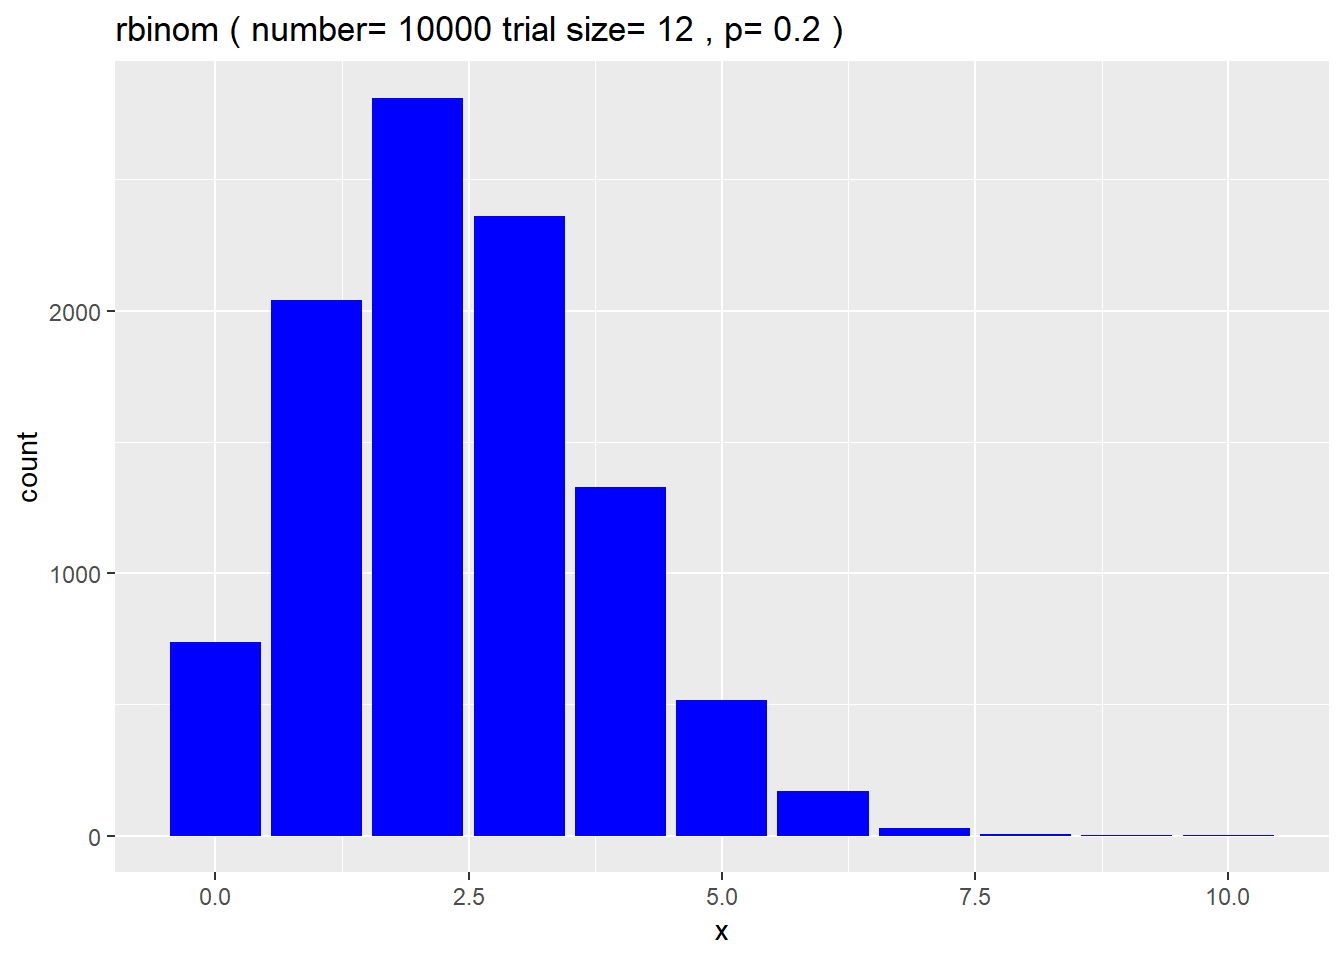 rbinom ( number= 10000 trial size= 12 , p= 0.2 )
count
2000
1000
0
0.0 2.5 5.0 7.5 10.0
x